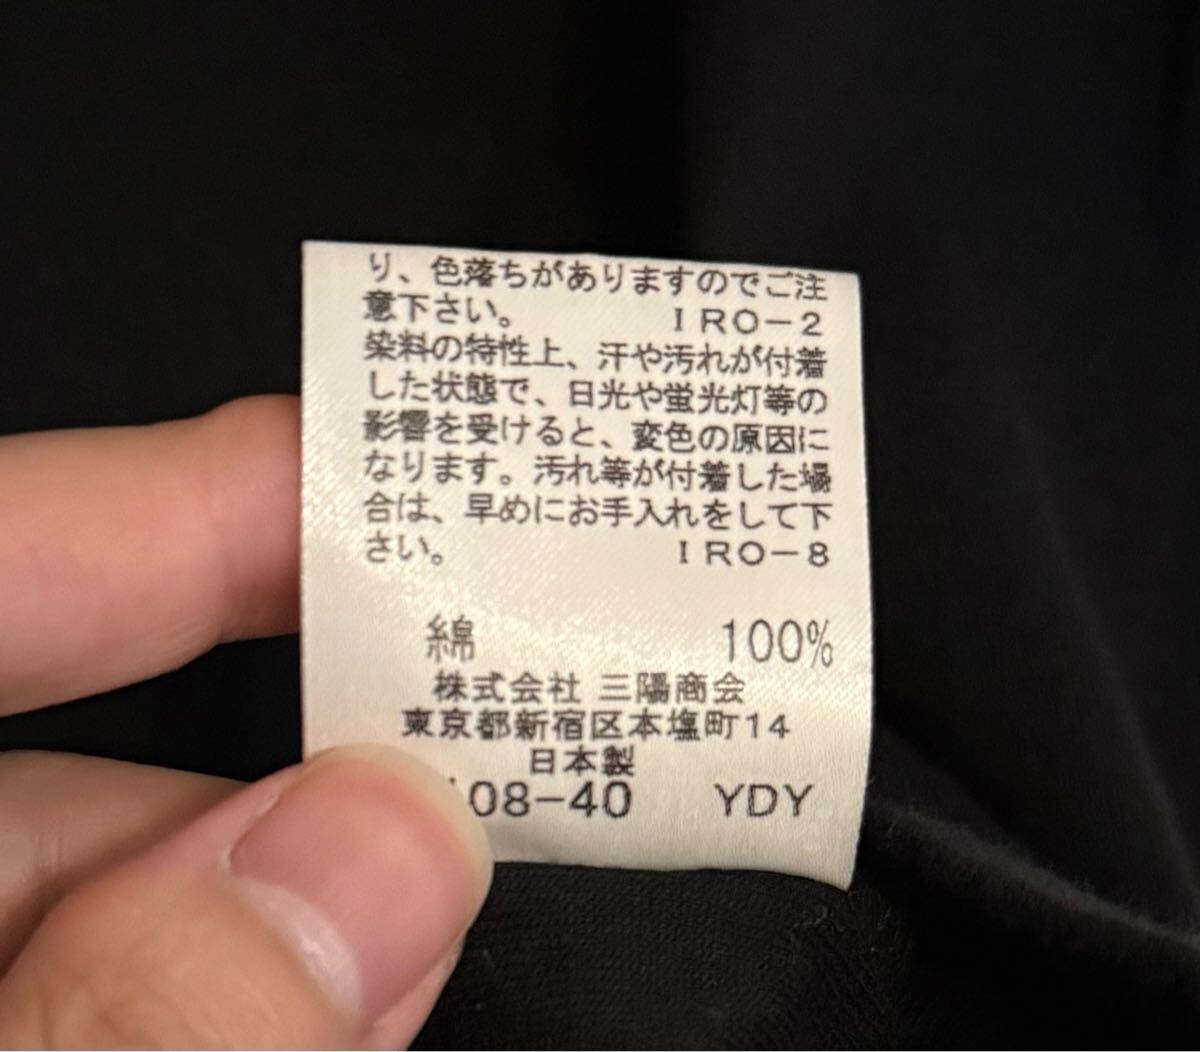 り、色落ちがありますのでご注
意下さい。 IRO-2
染料の特性上、汗や汚れが付着
した状態で、日光や蛍光灯等の
影響を受けると、変色の原因に
なります。汚れ等が付着した場
合は、早めにお手入れをして下
さい。 IRO-8
綿 100%
株式会社 三陽商会
東京都新宿区本塩町14
日本製
08-40 YDY